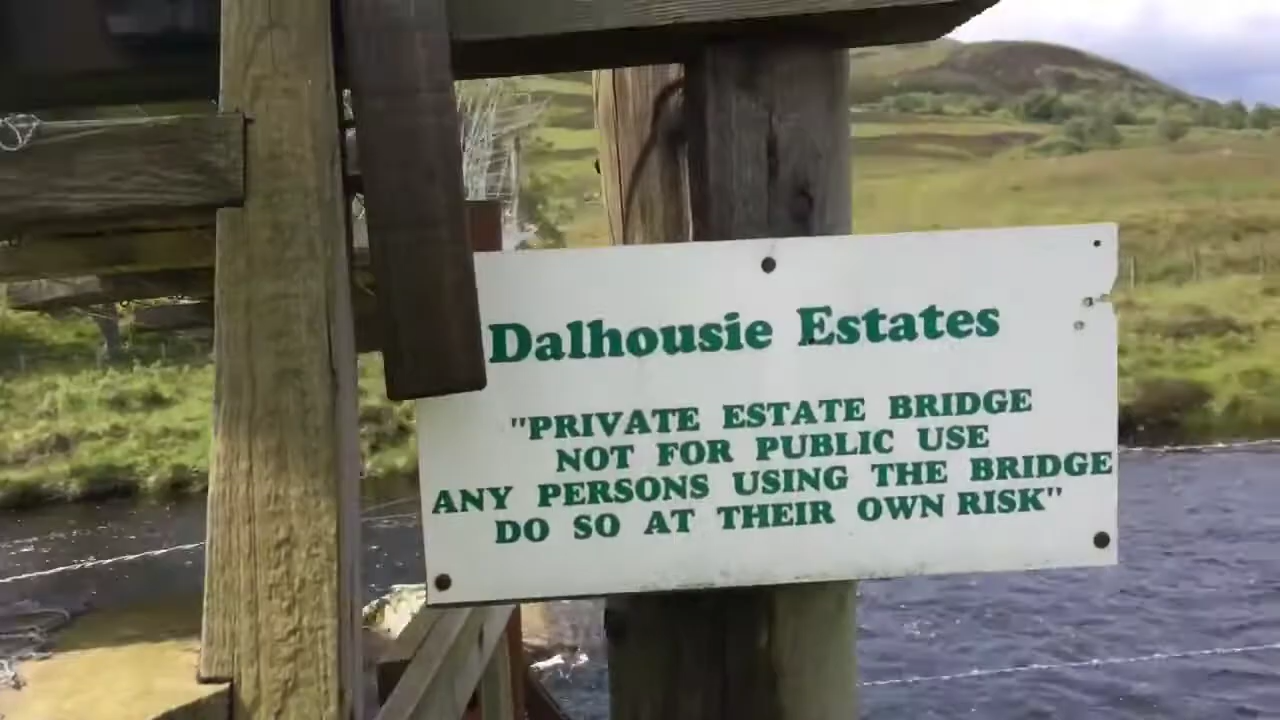 Dalhousie Estates
"PRIVATE ESTATE BRIDGE
NOT FOR PUBLIC USE
ANY PERSONS USING THE BRIDGE
DO SO AT THEIR OWN RISK"